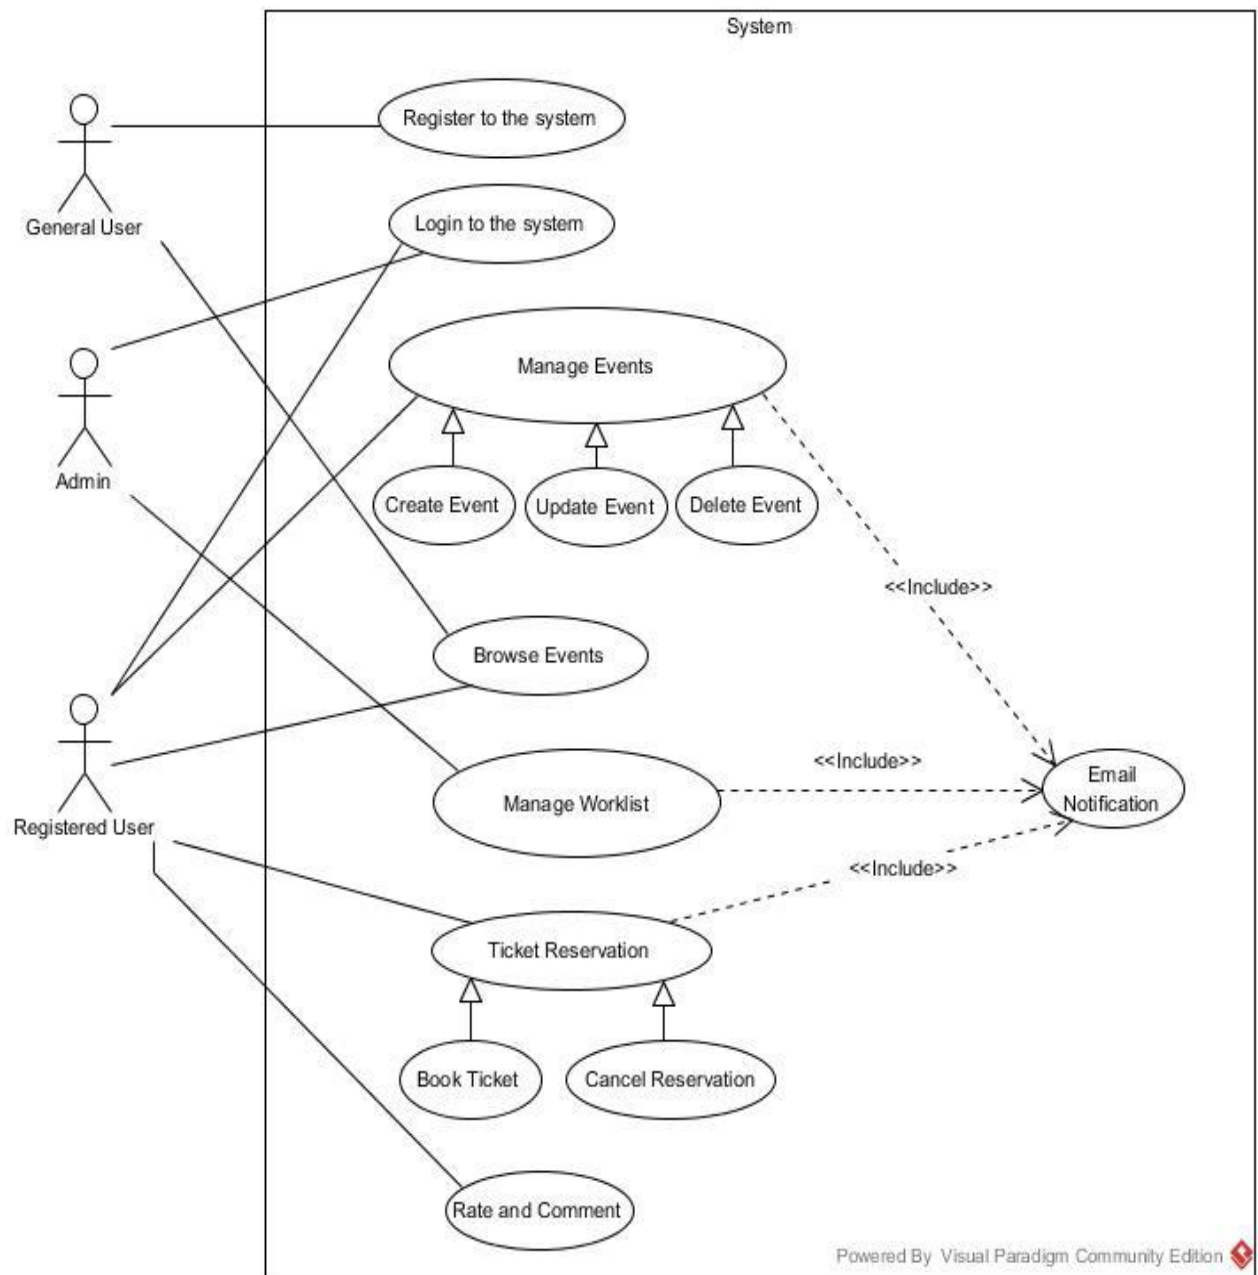 System
Register to the system
General User
Login to the system
Manage Events
Admin
Create Event
Update Event
Delete Event
<<Include>>
Browse Events
<<Include>>
Email
Notification
Manage Worklist
Registered User
<<Include>>
Ticket Reservation
Book Ticket
Cancel Reservation
Rate and Comment
Powered By Visual Paradigm Community Edition